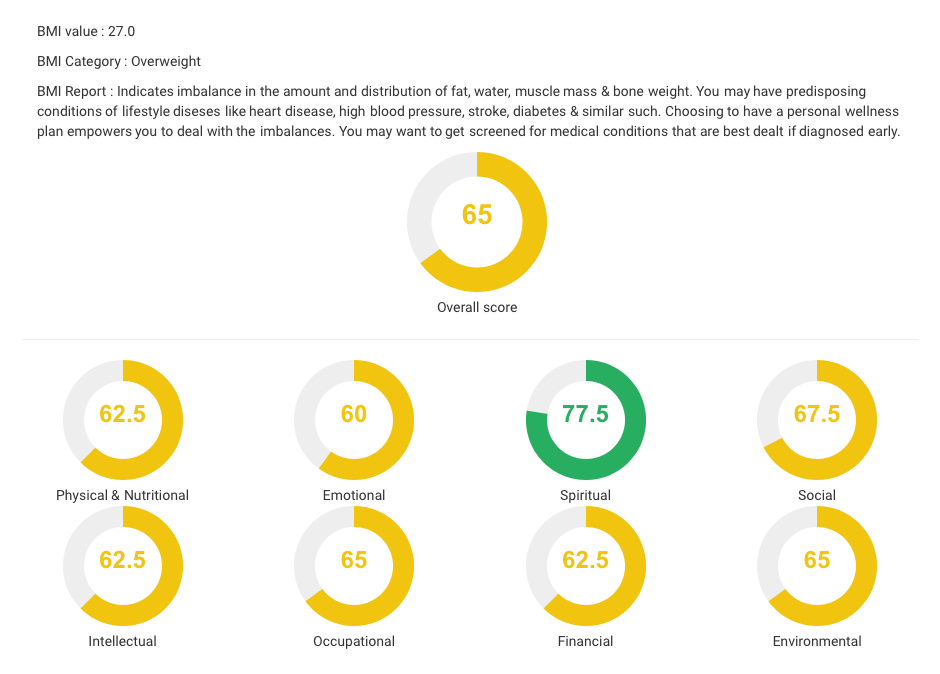 BMI value : 27.0
BMI Category : Overweight
BMI Report : Indicates imbalance in the amount and distribution of fat, water, muscle mass & bone weight. You may have predisposing
conditions of lifestyle diseses like heart disease, high blood pressure, stroke, diabetes & similar such. Choosing to have a personal wellness
plan empowers you to deal with the imbalances. You may want to get screened for medical conditions that are best dealt if diagnosed early.
65
Overall score
62.5 60 77.5 67.5
Physical & Nutritional Emotional Spiritual Social
62.5 65 62.5 65
Intellectual Occupational Financial Environmental